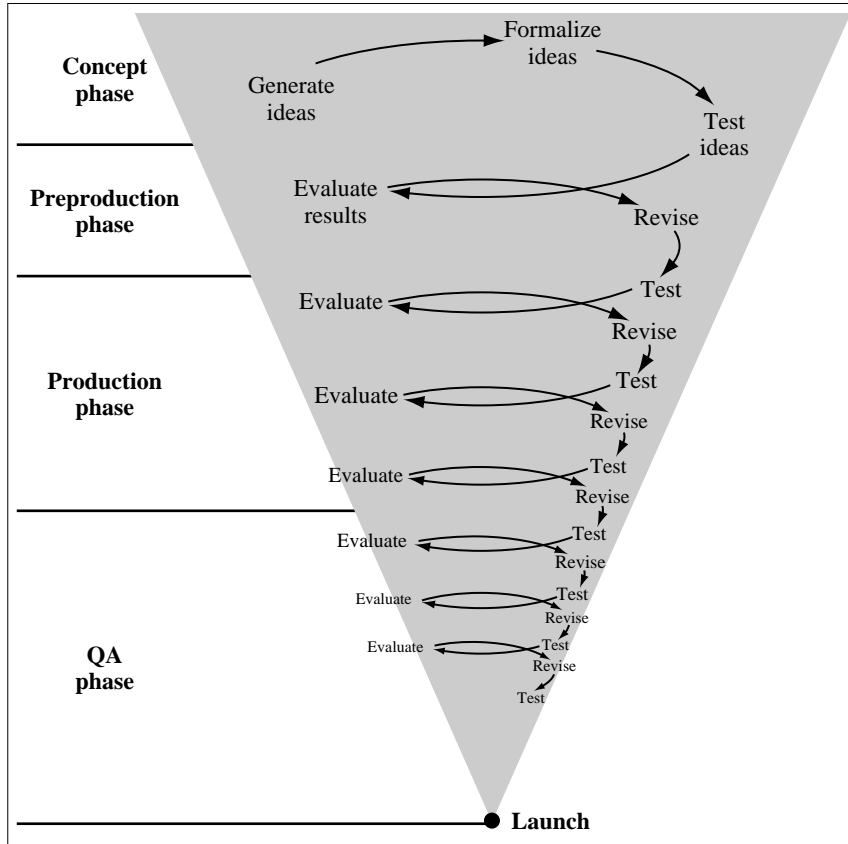 Concept
phase
Generate
ideas
Formalize
ideas
Test
ideas
Preproduction
phase
Evaluate
results
Revise
Test
Production
phase
Evaluate
Revise
Test
Evaluate
Revise
Test
Evaluate
Revise
Test
QA
phase
Evaluate
Revise
Test
Evaluate
Revise
Test
Evaluate
Revise
Test
Launch